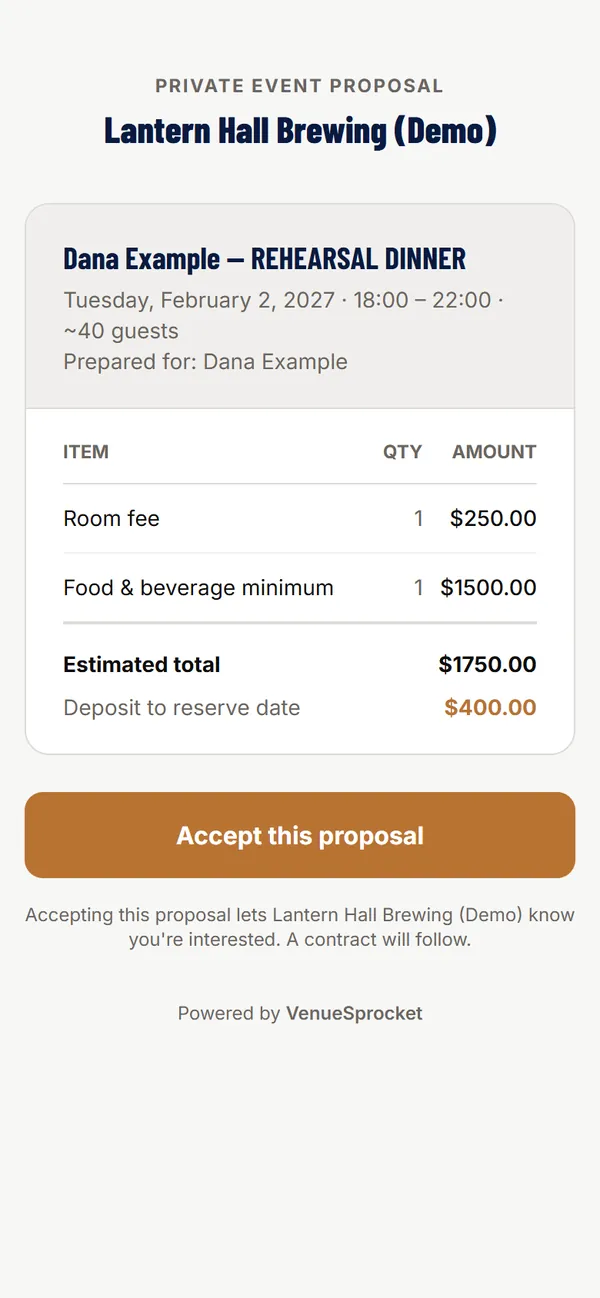 PRIVATE EVENT PROPOSAL
Lantern Hall Brewing (Demo)
Dana Example — REHEARSAL DINNER
Tuesday, February 2, 2027 · 18:00 – 22:00 ·
~40 guests
Prepared for: Dana Example
ITEM QTY AMOUNT
Room fee 1 $250.00
Food & beverage minimum 1 $1500.00
Estimated total $1750.00
Deposit to reserve date $400.00
Accept this proposal
Accepting this proposal lets Lantern Hall Brewing (Demo) know
you're interested. A contract will follow.
Powered by VenueSprocket